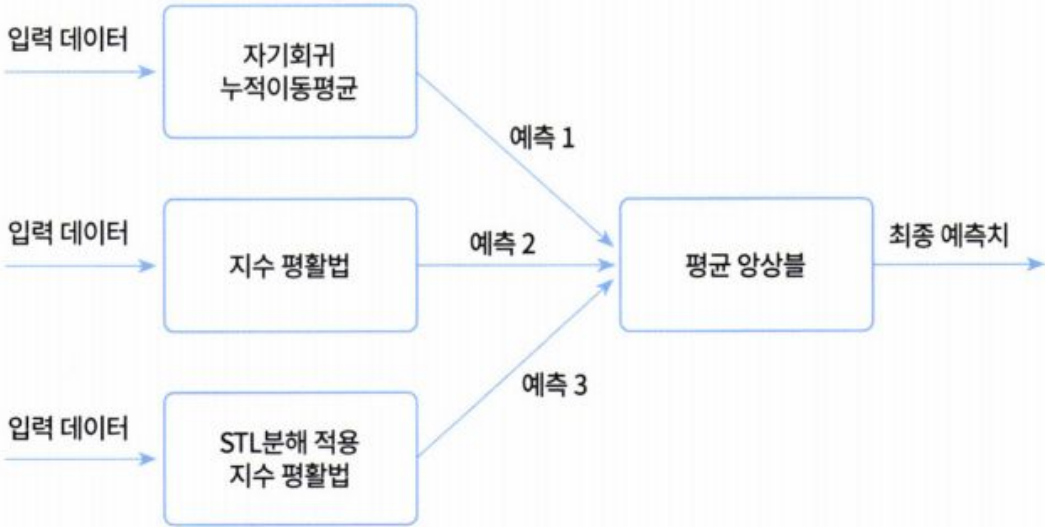 입력 데이터
자기회귀
누적이동평균
예측 1
입력 데이터
지수 평활법
예측 2
평균 앙상블
최종 예측치
예측 3
입력 데이터
STL분해 적용
지수 평활법